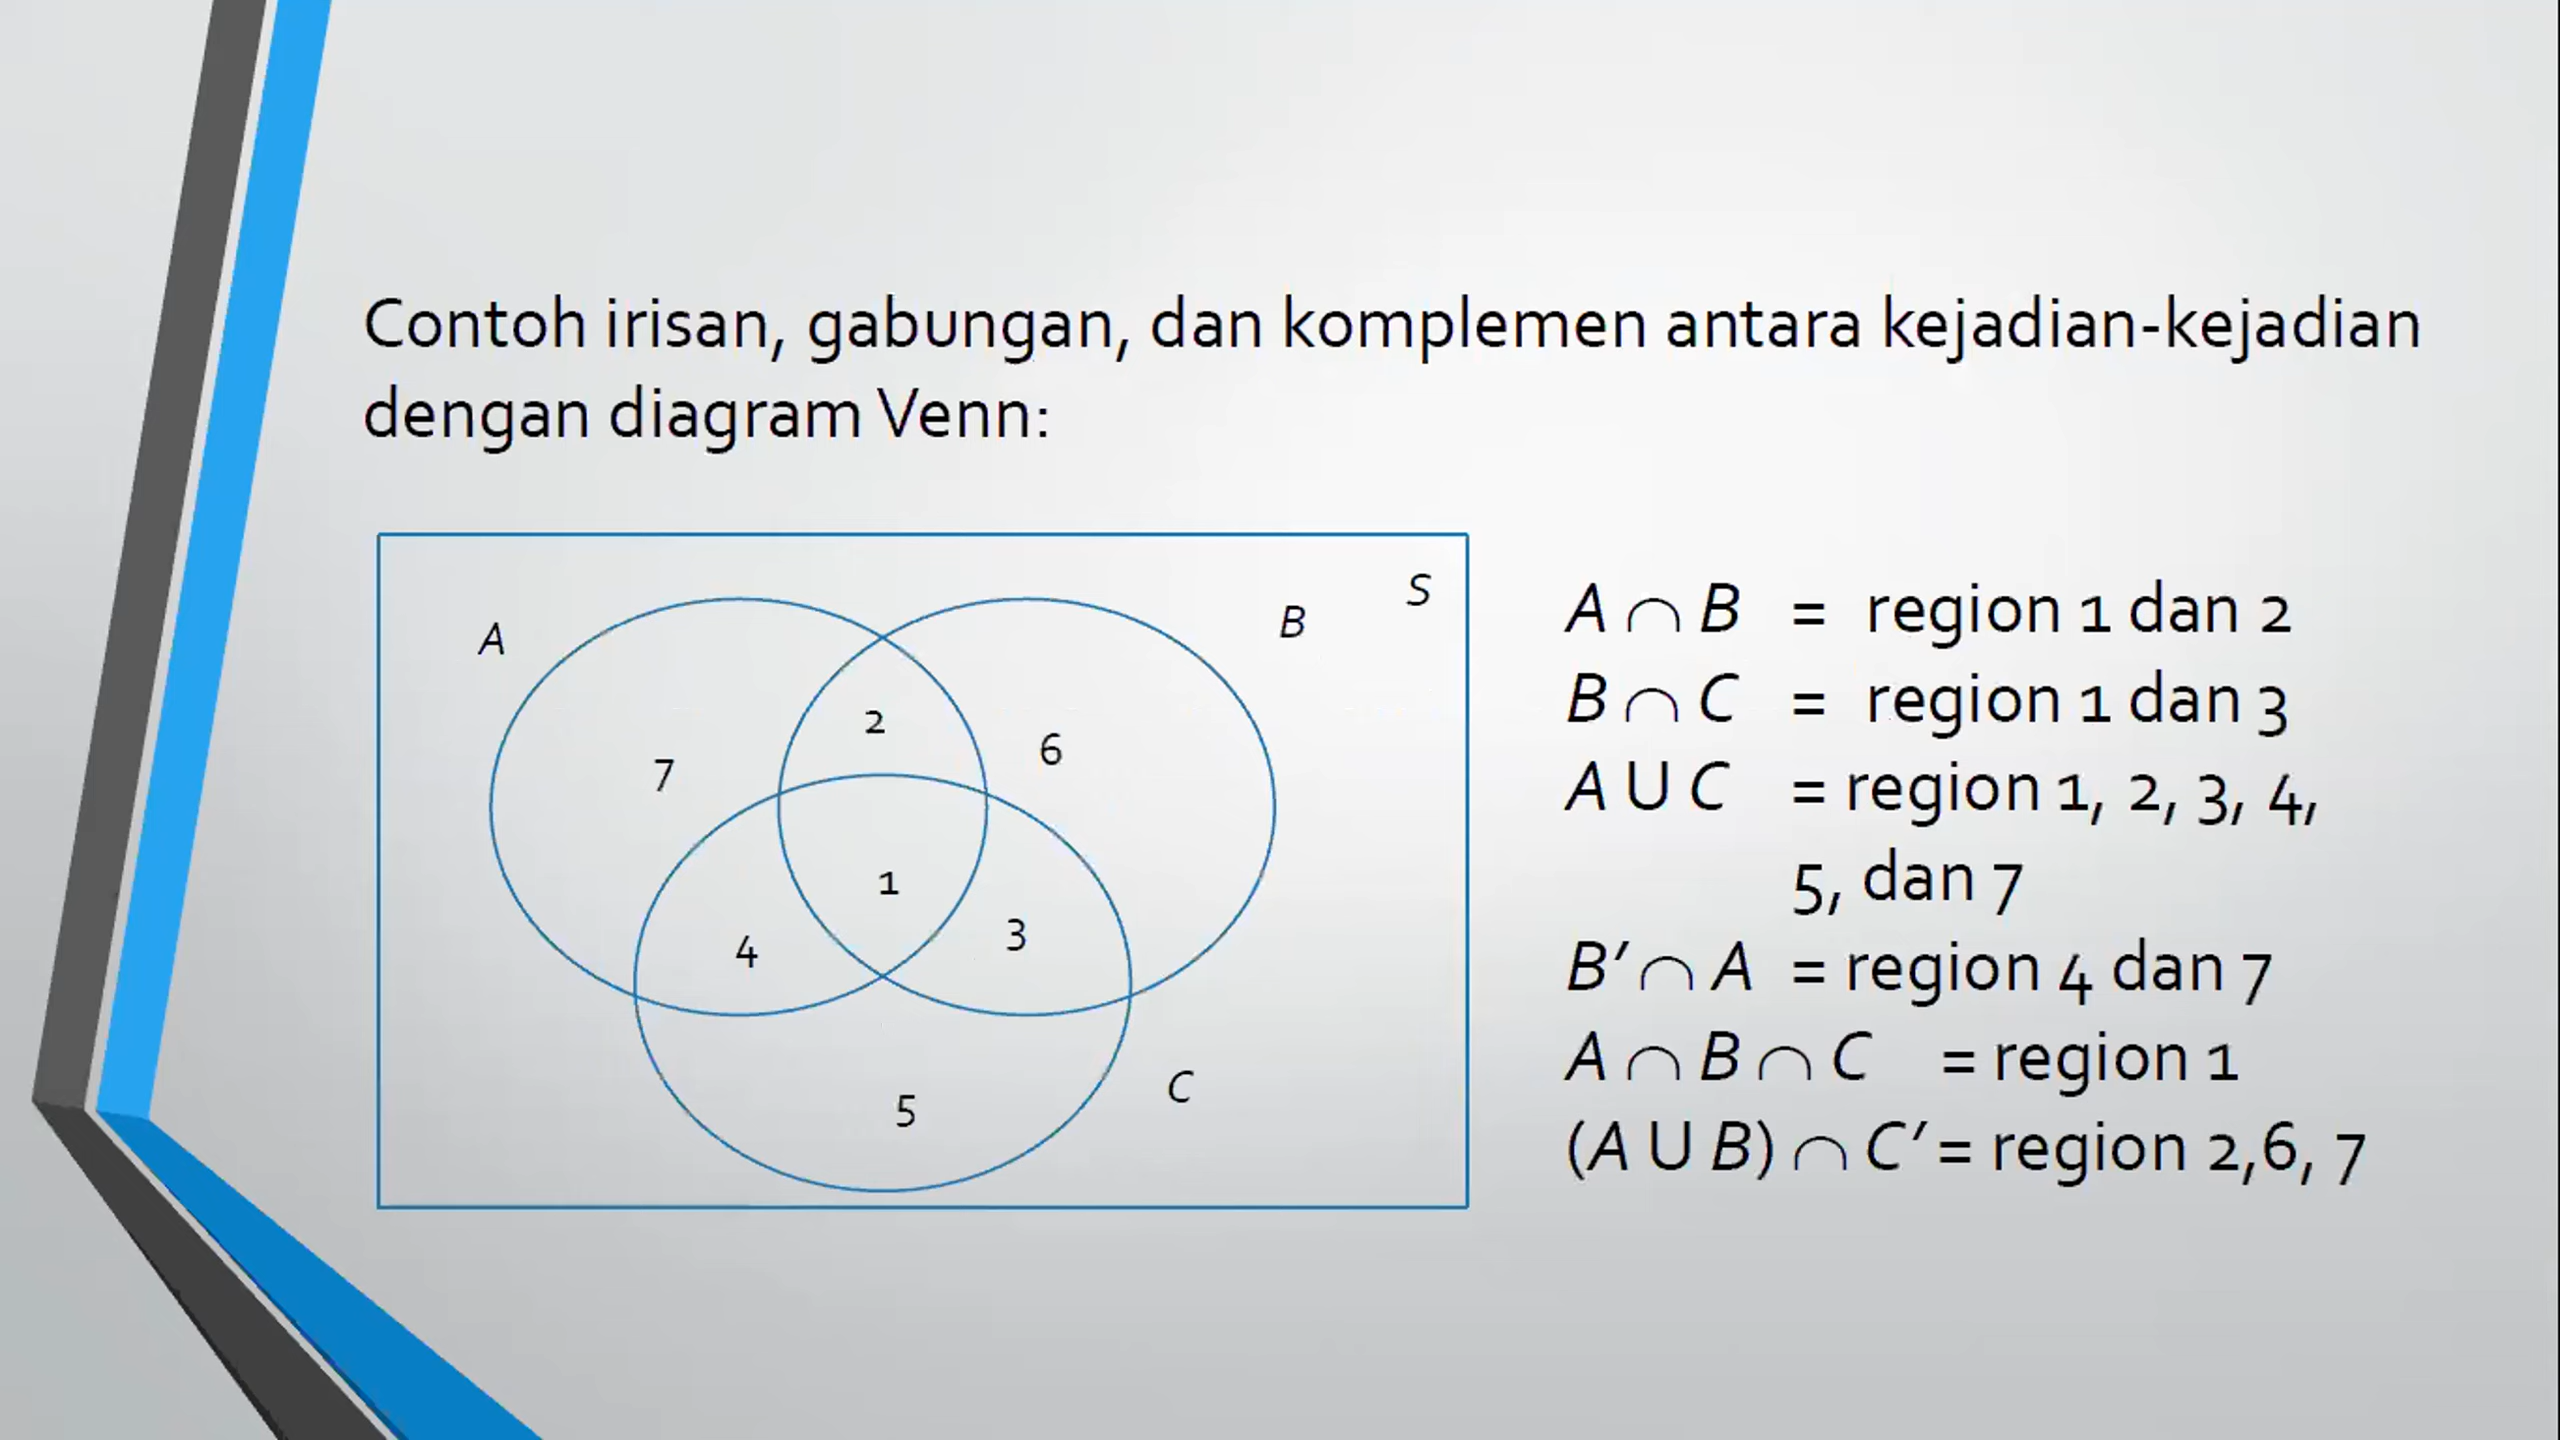 Contoh irisan, gabungan, dan komplemen antara kejadian-kejadian
dengan diagram Venn:
S
A
B
2
6
7
1
4
3
5
C
A ∩ B = region 1 dan 2
B ∩ C = region 1 dan 3
A U C = region 1, 2, 3, 4,
5, dan 7
B′ ∩ A = region 4 dan 7
A ∩ B ∩ C = region 1
(A U B) ∩ C′ = region 2,6, 7